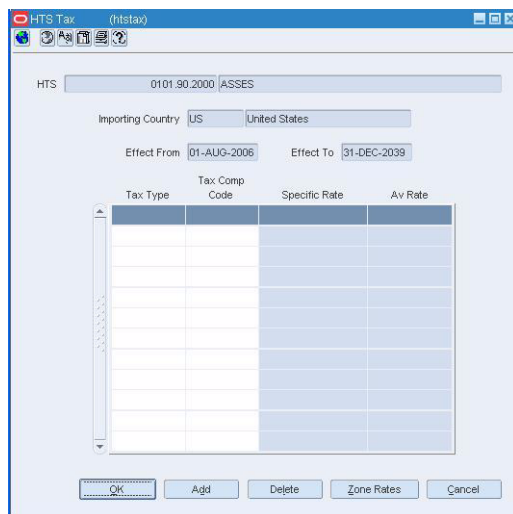 HTS Tax (htstax)
HTS 0101.90.2000 ASSES
Importing Country US United States
Effect From 01-AUG-2006 Effect To 31-DEC-2039
Tax Type Tax Comp Code Specific Rate Av Rate
OK Add Delete Zone Rates Cancel